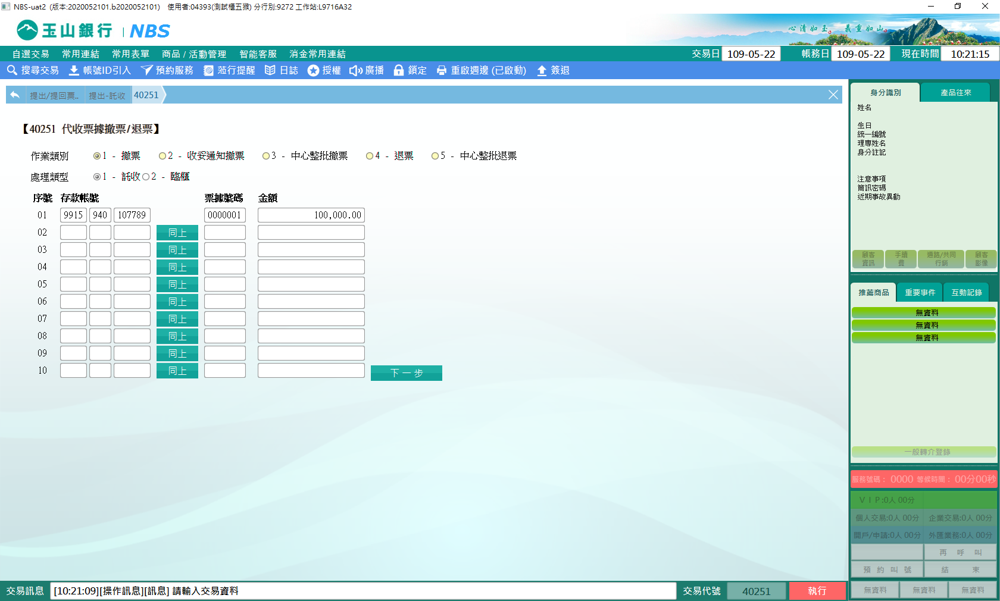 NBS-uat2 (版本:2020052101.b2020052101) 使用者:04393(測試櫃五猴) 分行別:9272 工作站:L9716A32
玉山銀行 | NBS
心清如玉。 義重如山。
自選交易 常用連結 常用表單 商品 / 活動管理 智能客服 消金常用連結 交易日 109-05-22 帳務日 109-05-22 現在時間 10:21:15
搜尋交易 帳號ID引入 預約服務 蒞行提醒 日誌 授權 廣播 鎖定 重啟週邊 (已啟動) 簽退
提出/提回票.. 提出-託收 40251
【40251 代收票據撤票/退票】
作業類別 1 - 撤票 2 - 收妥通知撤票 3 - 中心整批撤票 4 - 退票 5 - 中心整批退票
處理類型 1 - 託收 2 - 臨櫃
序號 存款帳號 票據號碼 金額
01 9915 940 107789 0000001 100,000.00
02 同上
03 同上
04 同上
05 同上
06 同上
07 同上
08 同上
09 同上
10 同上 下一步
身分識別 產品往來
姓名
生日
統一編號
理專姓名
身分註記
注意事項
簡訊密碼
近期事故異動
顧客資訊 手續費 通路/共同行銷 顧客影像
推薦商品 重要事件 互動記錄
無資料
無資料
無資料
一般轉介登錄
服務號碼: 0000 等候時間: 00分00秒
VIP:0人 00分
個人交易:0人 00分 企業交易:0人 00分
開戶/申請:0人 00分 外匯業務:0人 00分
再 呼 叫
預 約 叫 號 結 束
無資料 無資料 無資料
交易訊息 [10:21:09][操作訊息][訊息] 請輸入交易資料 交易代號 40251 執行